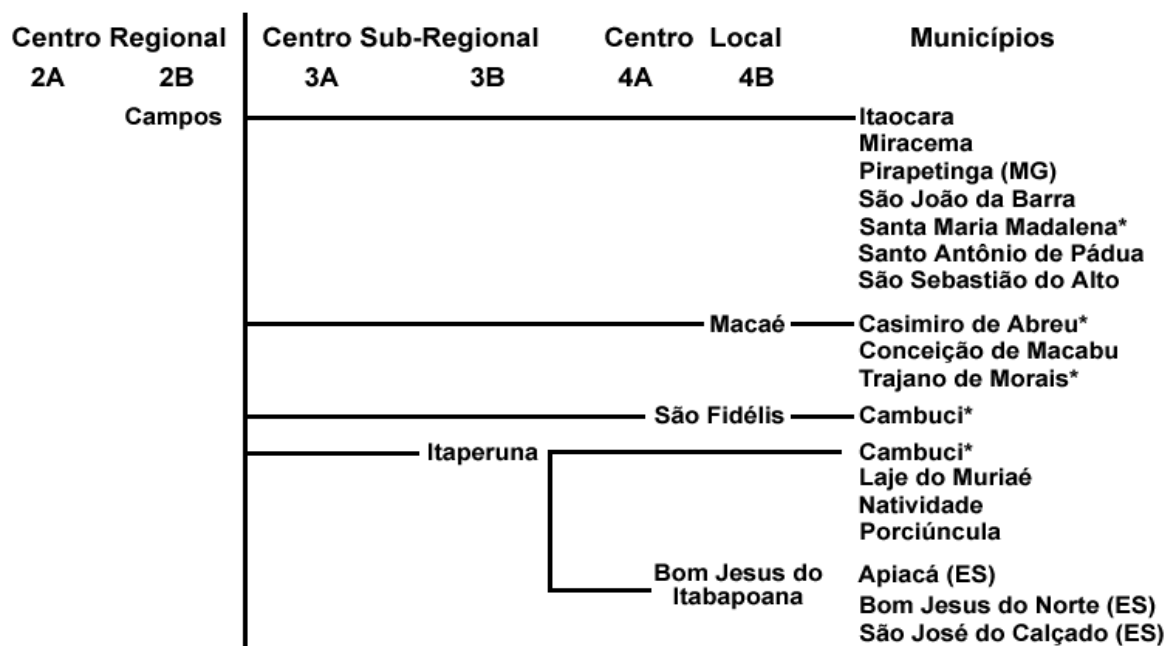 Centro Regional Centro Sub-Regional Centro Local Municípios
2A 2B 3A 3B 4A 4B
Campos Itaocara
Miracema
Pirapetinga (MG)
São João da Barra
Santa Maria Madalena*
Santo Antônio de Pádua
São Sebastião do Alto
Macaé Casimiro de Abreu*
Conceição de Macabu
Trajano de Morais*
São Fidélis Cambuci*
Itaperuna Cambuci*
Laje do Muriaé
Natividade
Porciúncula
Bom Jesus do Apiacá (ES)
Itabapoana Bom Jesus do Norte (ES)
São José do Calçado (ES)